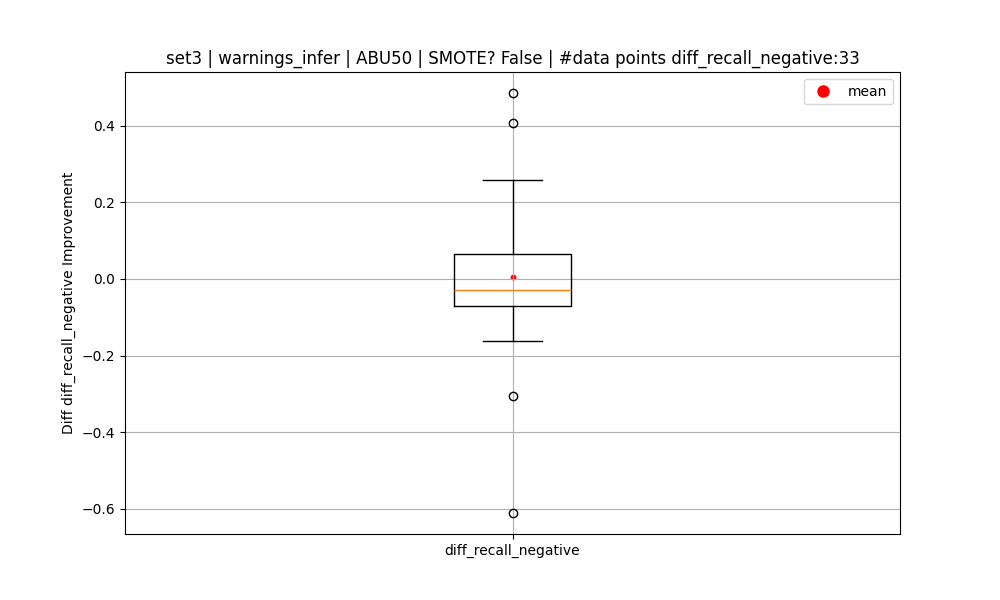 set3 | warnings_infer | ABU50 | SMOTE? False | #data points diff_recall_negative:33
mean
0.4
0.2
0.0
−0.2
−0.4
−0.6
Diff diff_recall_negative Improvement
diff_recall_negative